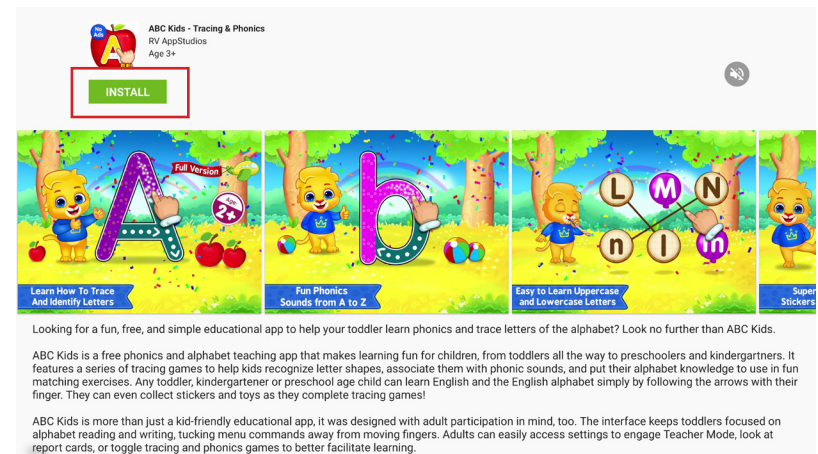 No
Ads
A
ABC Kids - Tracing & Phonics
RV AppStudios
Age 3+
INSTALL
A
Full Version
Age
2+
Learn How To Trace
And Identify Letters
b
Fun Phonics
Sounds from A to Z
L M N
n l m
Easy to Learn Uppercase
and Lowercase Letters
Super
Stickers
Looking for a fun, free, and simple educational app to help your toddler learn phonics and trace letters of the alphabet? Look no further than ABC Kids.
ABC Kids is a free phonics and alphabet teaching app that makes learning fun for children, from toddlers all the way to preschoolers and kindergartners. It
features a series of tracing games to help kids recognize letter shapes, associate them with phonic sounds, and put their alphabet knowledge to use in fun
matching exercises. Any toddler, kindergartener or preschool age child can learn English and the English alphabet simply by following the arrows with their
finger. They can even collect stickers and toys as they complete tracing games!
ABC Kids is more than just a kid-friendly educational app, it was designed with adult participation in mind, too. The interface keeps toddlers focused on
alphabet reading and writing, tucking menu commands away from moving fingers. Adults can easily access settings to engage Teacher Mode, look at
report cards, or toggle tracing and phonics games to better facilitate learning.